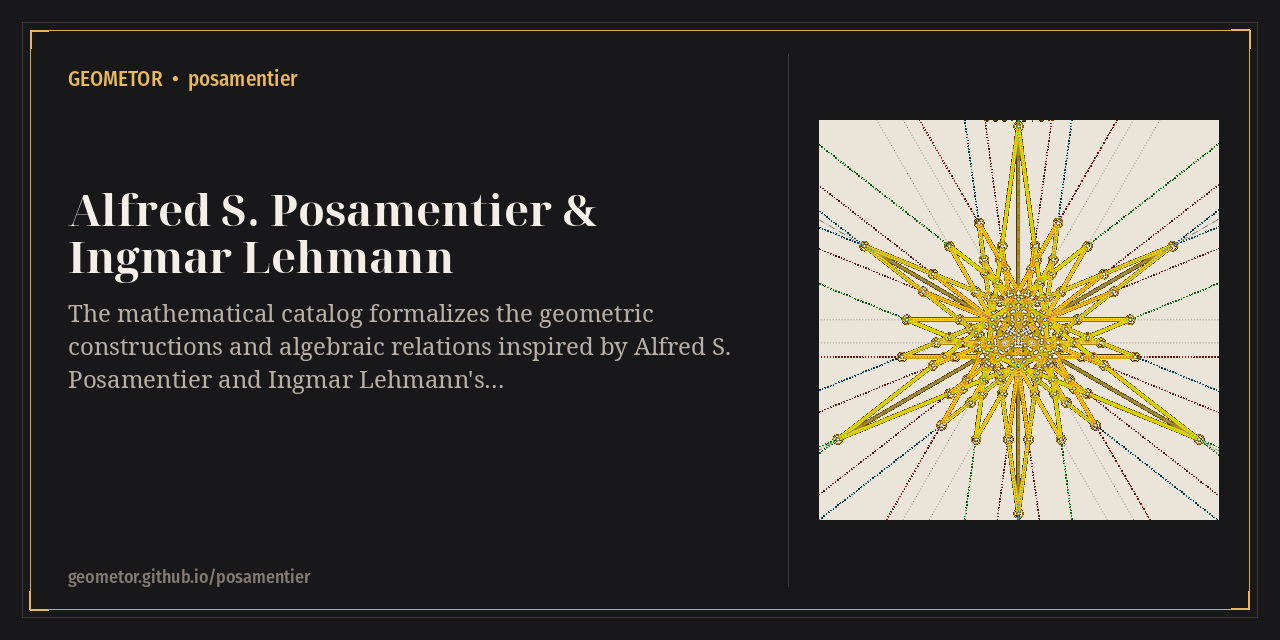 GEOMETOR • posamentier
Alfred S. Posamentier &
Ingmar Lehmann
The mathematical catalog formalizes the geometric
constructions and algebraic relations inspired by Alfred S.
Posamentier and Ingmar Lehmann's...
geometor.github.io/posamentier